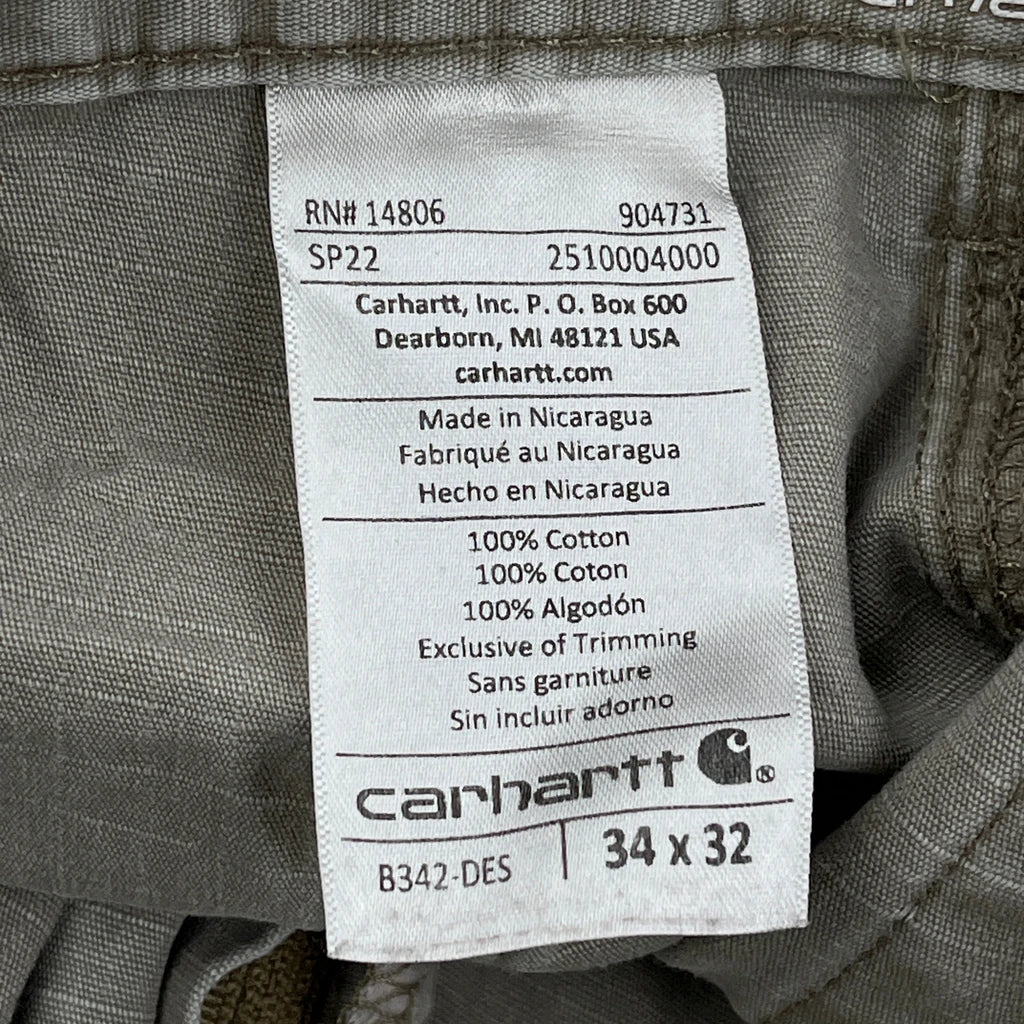 RN# 14806 904731
SP22 2510004000
Carhartt, Inc. P. O. Box 600
Dearborn, MI 48121 USA
carhartt.com
Made in Nicaragua
Fabriqué au Nicaragua
Hecho en Nicaragua
100% Cotton
100% Coton
100% Algodón
Exclusive of Trimming
Sans garniture
Sin incluir adorno
carhartt ®
B342-DES 34 x 32